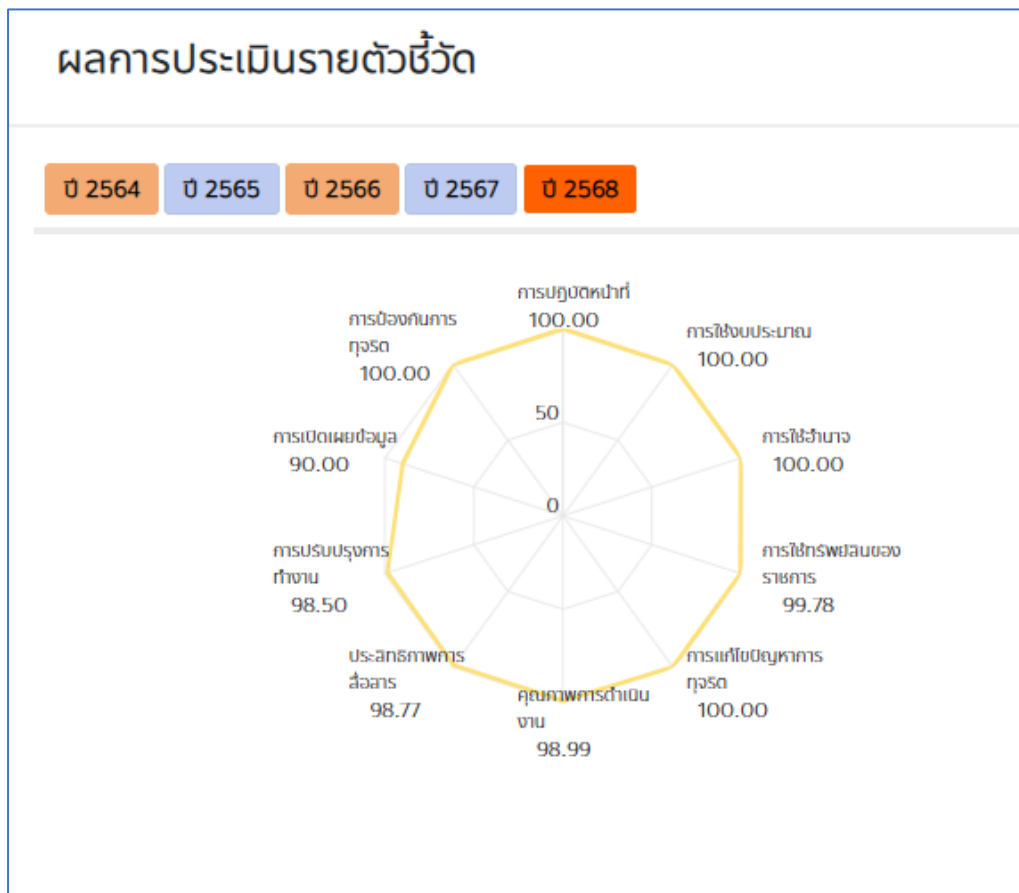 ผลการประเมินรายตัวชี้วัด
ปี 2564 ปี 2565 ปี 2566 ปี 2567 ปี 2568
การปฏิบัติหน้าที่
100.00
การใช้งบประมาณ
100.00
การใช้อำนาจ
100.00
การใช้ทรัพย์สินของ
ราชการ
99.78
การแก้ไขปัญหาการ
ทุจริต
100.00
คุณภาพการดำเนิน
งาน
98.99
ประสิทธิภาพการ
สื่อสาร
98.77
การปรับปรุงการ
ทำงาน
98.50
การเปิดเผยข้อมูล
90.00
การป้องกันการ
ทุจริต
100.00
50
0